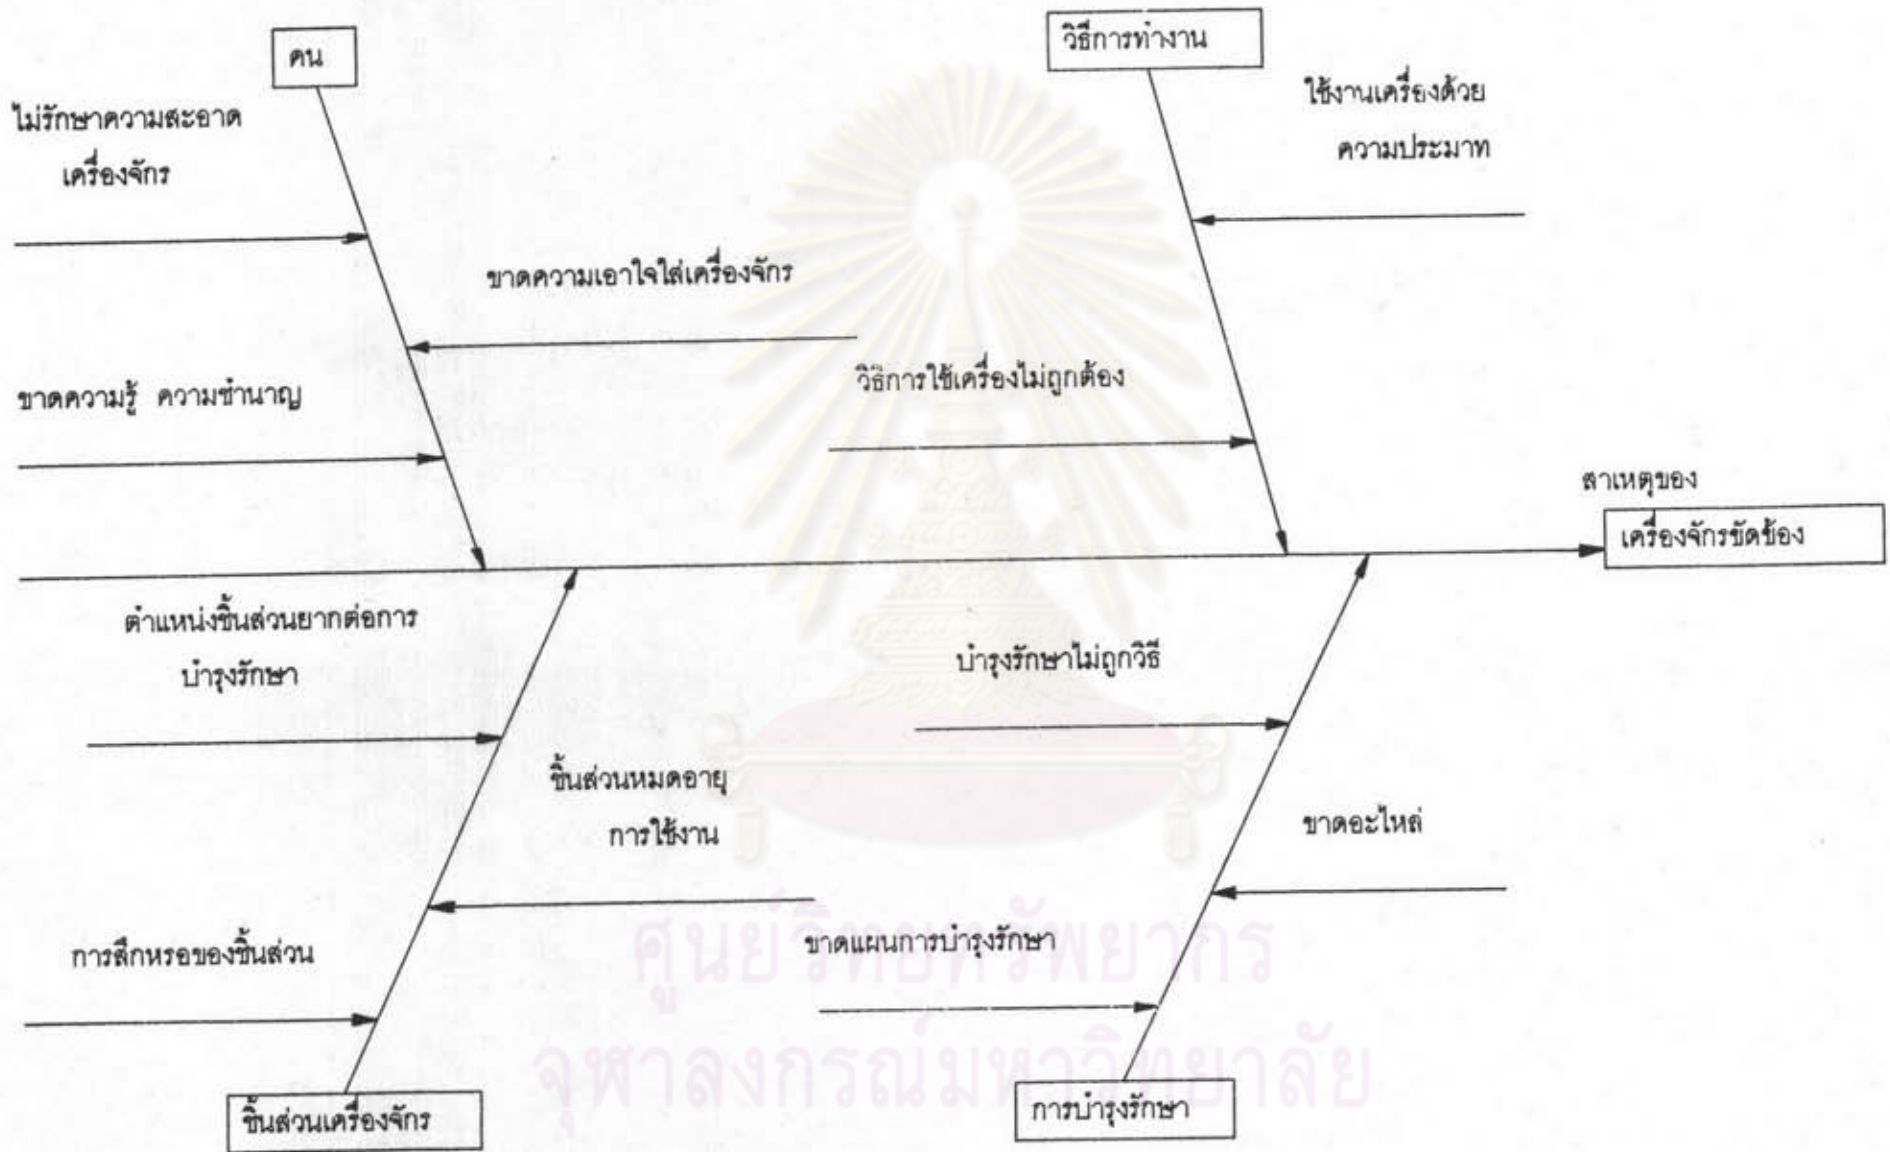 คน
วิธีการทำงาน
ไม่รักษาความสะอาด
เครื่องจักร
ใช้งานเครื่องด้วย
ความประมาท
ขาดความเอาใจใส่เครื่องจักร
ขาดความรู้ ความชำนาญ
วิธีการใช้เครื่องไม่ถูกต้อง
สาเหตุของ
เครื่องจักรขัดข้อง
ตำแหน่งชิ้นส่วนยากต่อการ
บำรุงรักษา
บำรุงรักษาไม่ถูกวิธี
ชิ้นส่วนหมดอายุ
การใช้งาน
ขาดอะไหล่
การสึกหรอของชิ้นส่วน
ขาดแผนการบำรุงรักษา
ชิ้นส่วนเครื่องจักร
การบำรุงรักษา
ศูนย์วิทยทรัพยากร
จุฬาลงกรณ์มหาวิทยาลัย